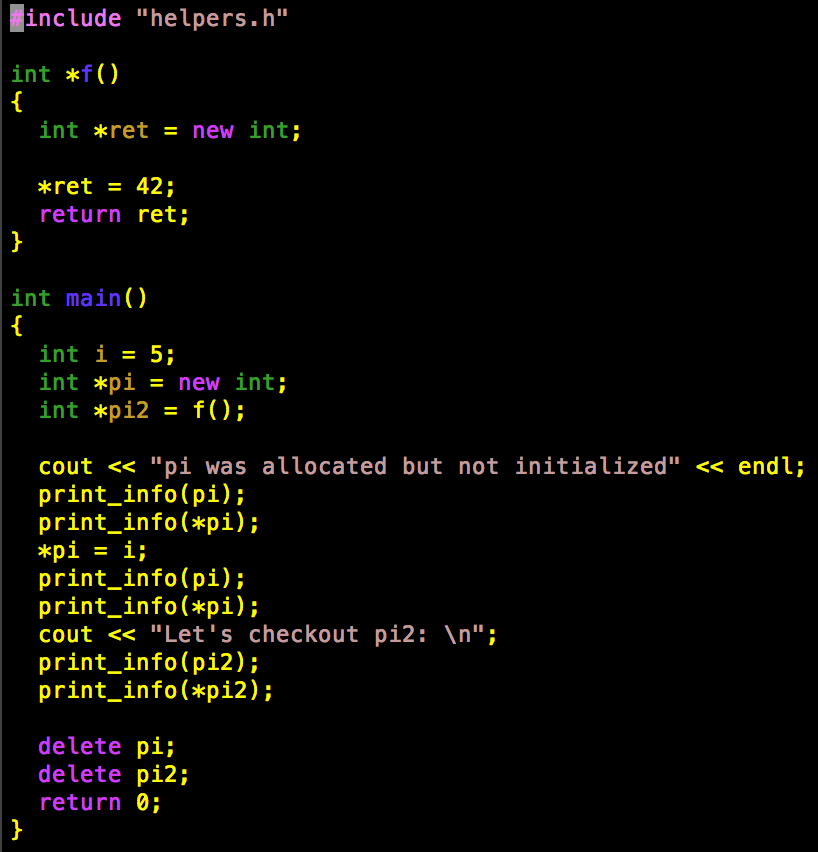 #include "helpers.h"

int *f()
{
  int *ret = new int;

  *ret = 42;
  return ret;
}

int main()
{
  int i = 5;
  int *pi = new int;
  int *pi2 = f();

  cout << "pi was allocated but not initialized" << endl;
  print_info(pi);
  print_info(*pi);
  *pi = i;
  print_info(pi);
  print_info(*pi);
  cout << "Let's checkout pi2: \n";
  print_info(pi2);
  print_info(*pi2);

  delete pi;
  delete pi2;
  return 0;
}